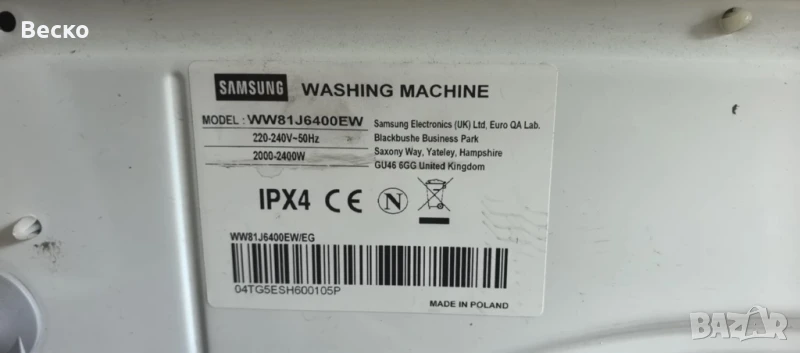 Веско
SAMSUNG WASHING MACHINE
MODEL : WW81J6400EW
220-240V~50Hz
2000-2400W
Samsung Electronics (UK) Ltd, Euro QA Lab.
Blackbushe Business Park
Saxony Way, Yateley, Hampshire
GU46 6GG United Kingdom
IPX4 CE N
WW81J6400EW/EG
04TG5ESH600105P
MADE IN POLAND
BAZAR